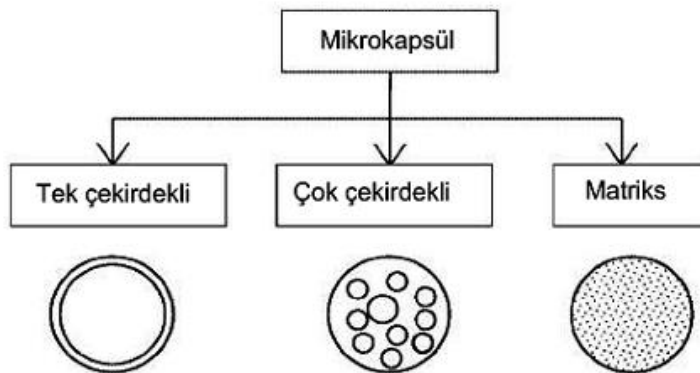 Mikrokapsül
Tek çekirdekli
Çok çekirdekli
Matriks